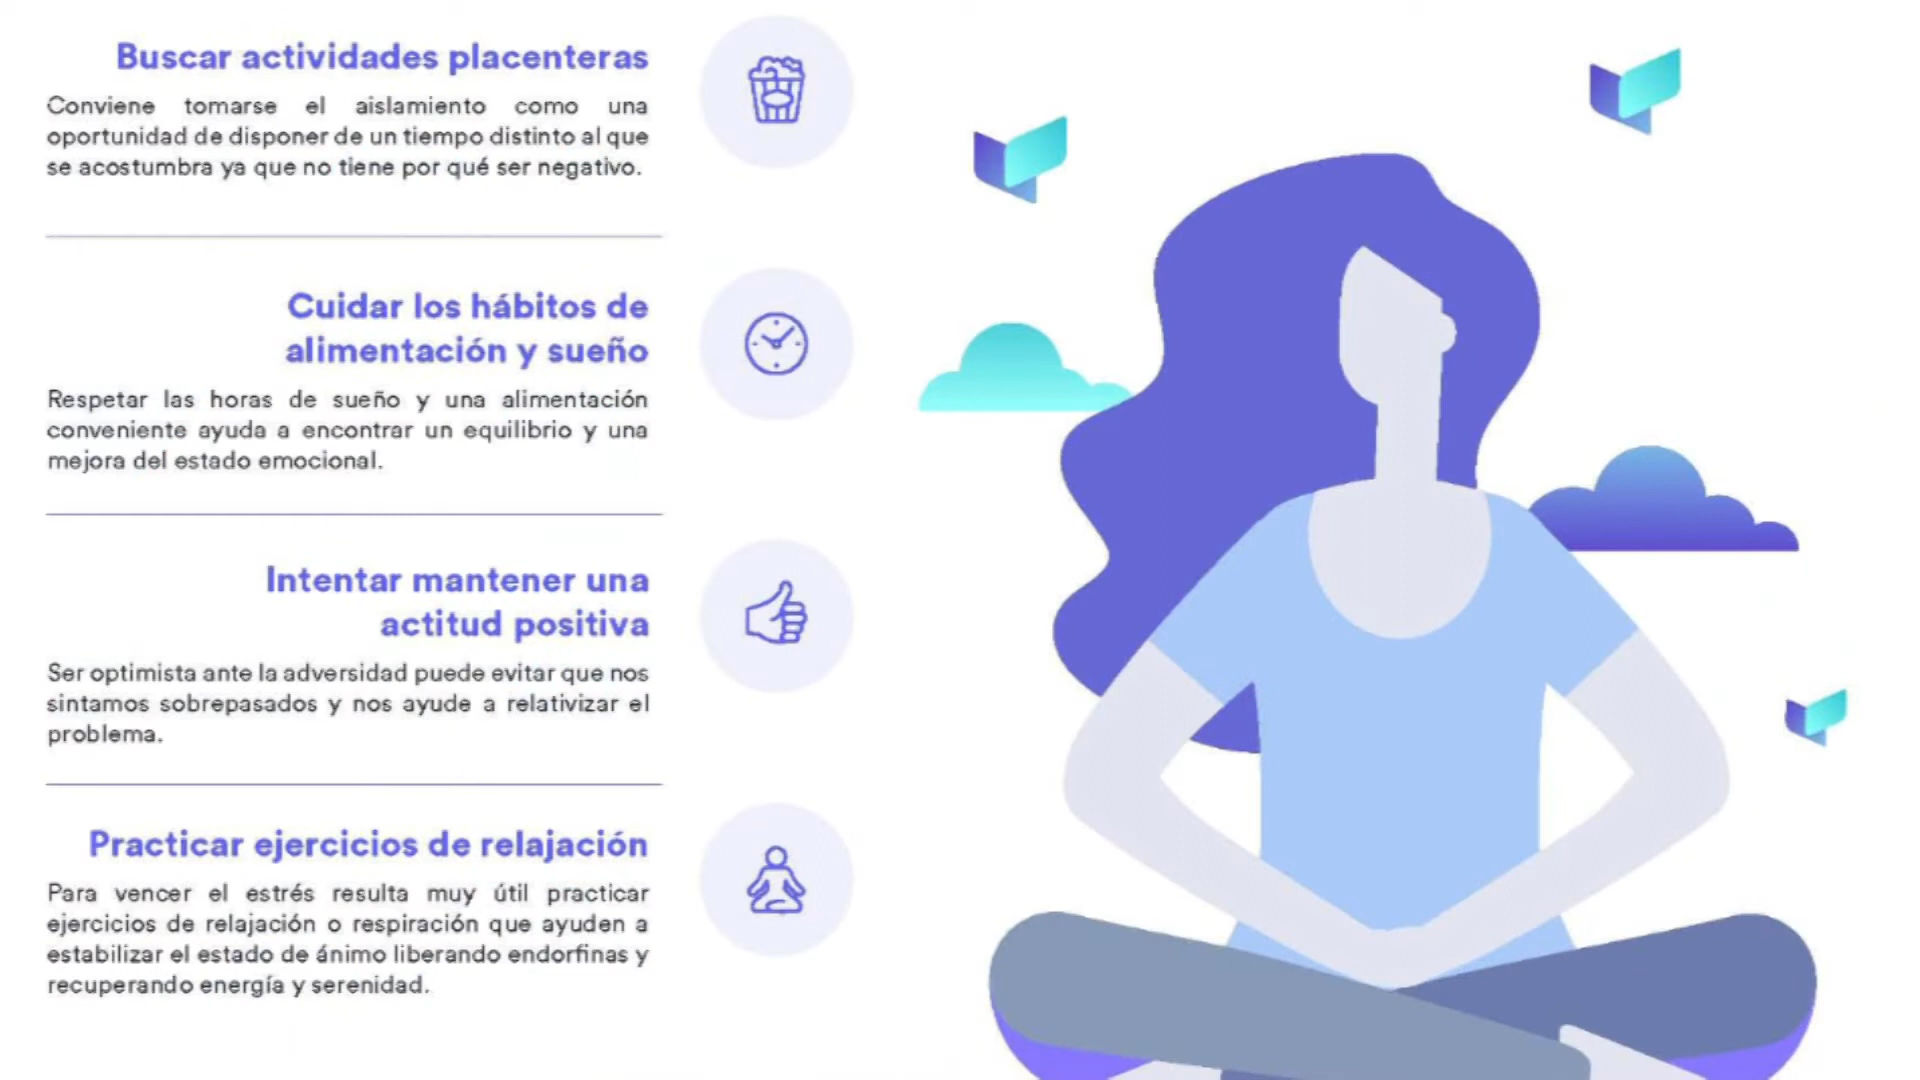 Buscar actividades placenteras
Conviene tomarse el aislamiento como una
oportunidad de disponer de un tiempo distinto al que
se acostumbra ya que no tiene por qué ser negativo.
Cuidar los hábitos de
alimentación y sueño
Respetar las horas de sueño y una alimentación
conveniente ayuda a encontrar un equilibrio y una
mejora del estado emocional.
Intentar mantener una
actitud positiva
Ser optimista ante la adversidad puede evitar que nos
sintamos sobrepasados y nos ayude a relativizar el
problema.
Practicar ejercicios de relajación
Para vencer el estrés resulta muy útil practicar
ejercicios de relajación o respiración que ayuden a
estabilizar el estado de ánimo liberando endorfinas y
recuperando energía y serenidad.